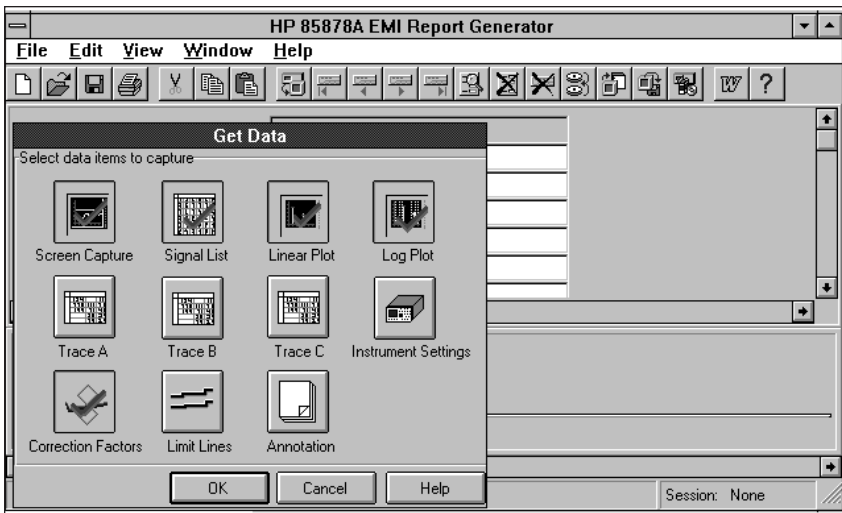 HP 85878A EMI Report Generator
File Edit View Window Help
W ?
Get Data
Select data items to capture
Screen Capture Signal List Linear Plot Log Plot
Trace A Trace B Trace C Instrument Settings
Correction Factors Limit Lines Annotation
OK Cancel Help
Session: None